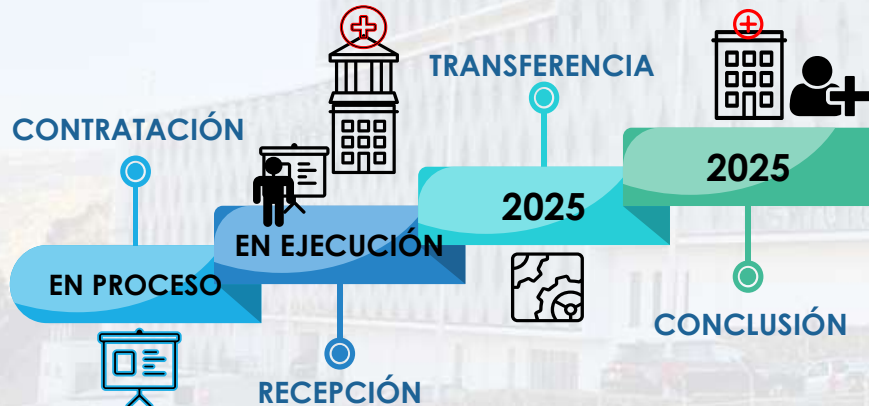 CONTRATACIÓN
EN PROCESO
EN EJECUCIÓN
RECEPCIÓN
TRANSFERENCIA
2025
2025
CONCLUSIÓN